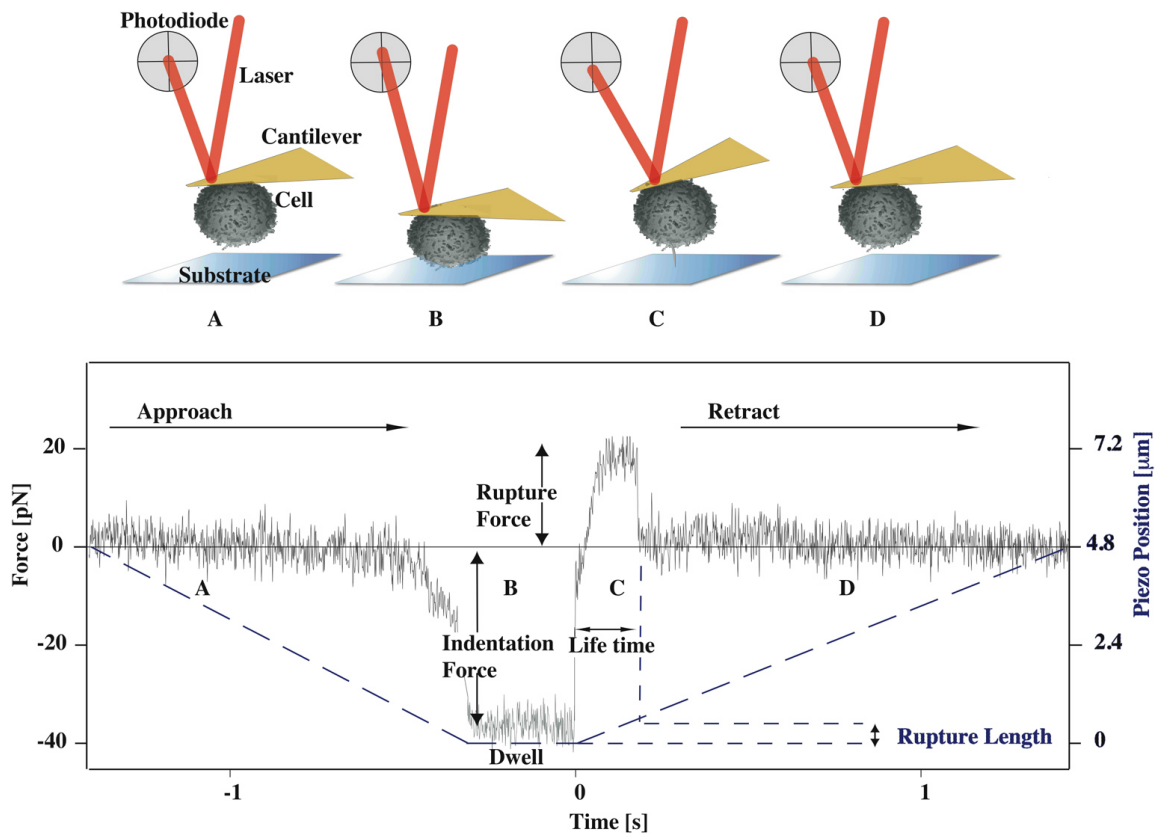 Photodiode
Laser
Cantilever
Cell
Substrate
A
B
C
D
Approach
Retract
20
0
-20
-40
Force [pN]
7.2
4.8
2.4
0
Piezo Position [µm]
Rupture
Force
A
B
C
D
Indentation
Force
Life time
Rupture Length
Dwell
-1
0
1
Time [s]